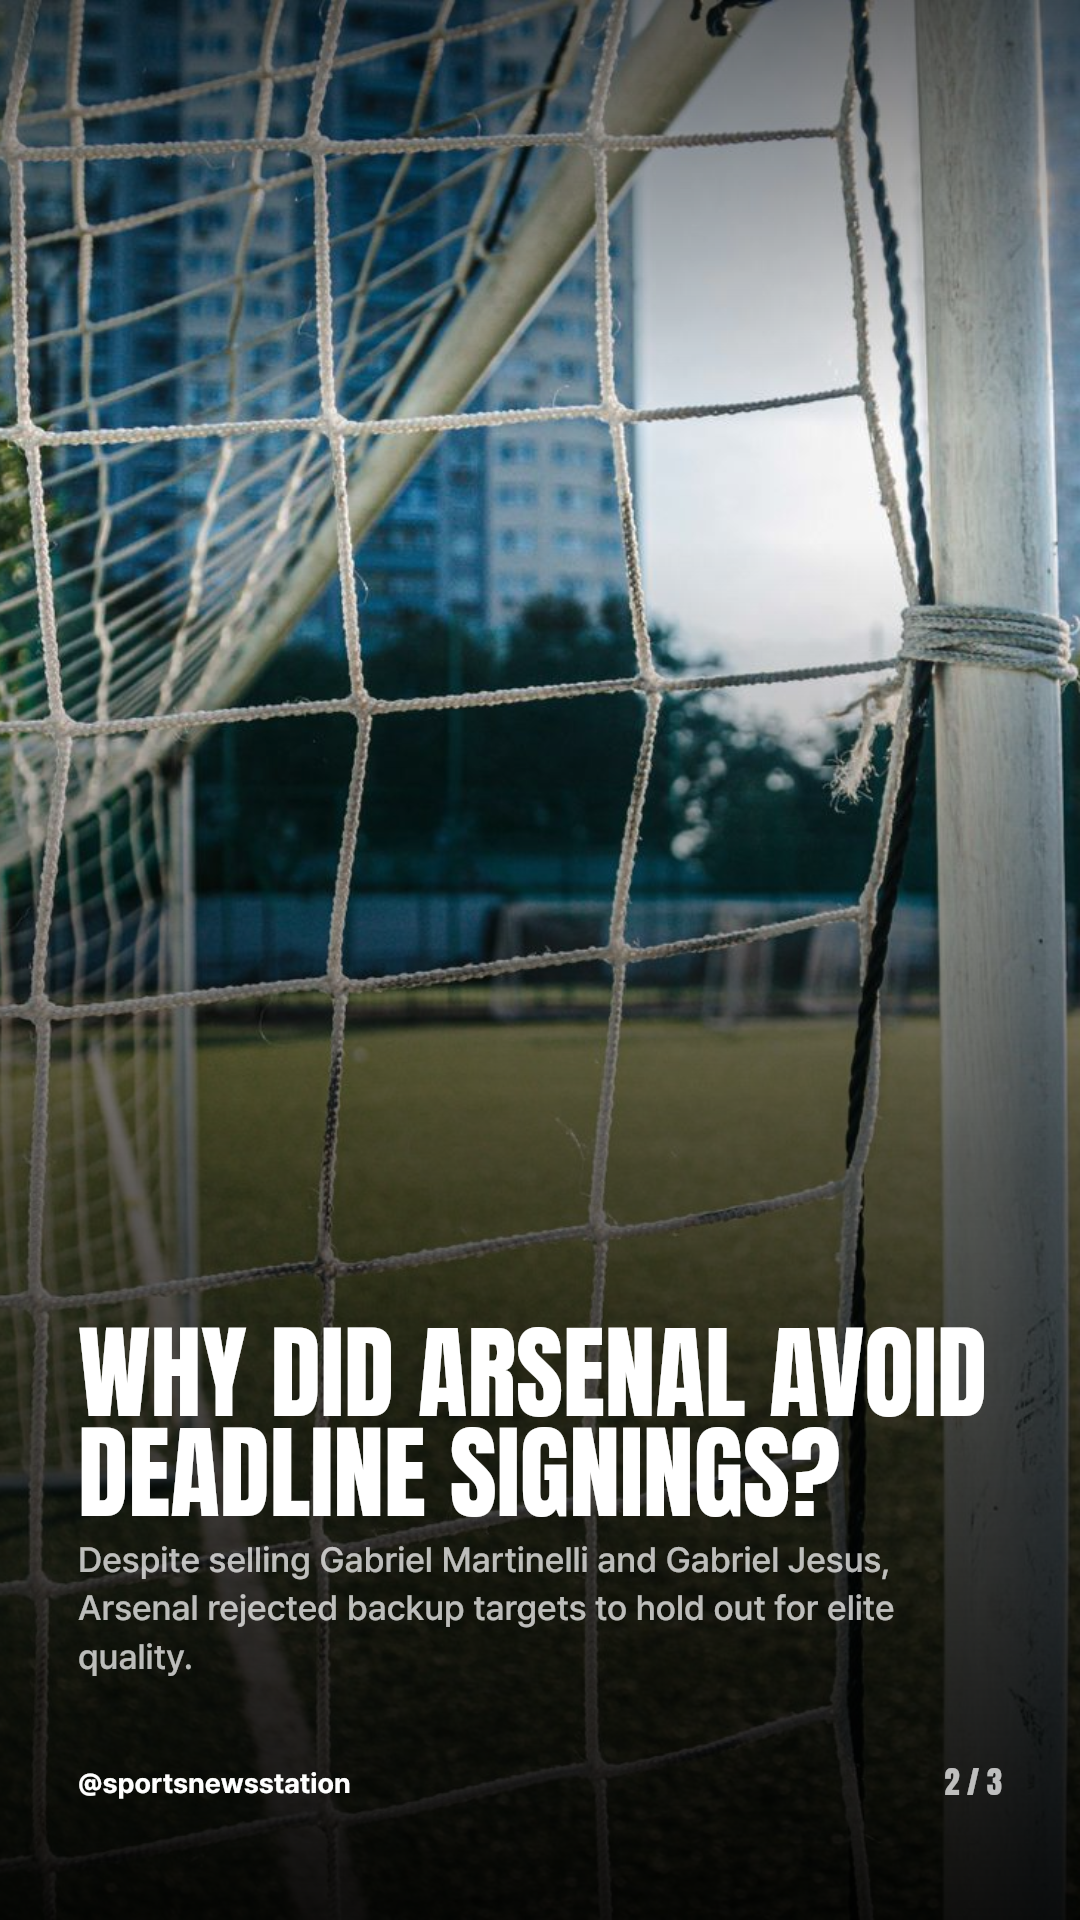 WHY DID ARSENAL AVOID
DEADLINE SIGNINGS?
Despite selling Gabriel Martinelli and Gabriel Jesus,
Arsenal rejected backup targets to hold out for elite
quality.
@sportsnewsstation
2 / 3